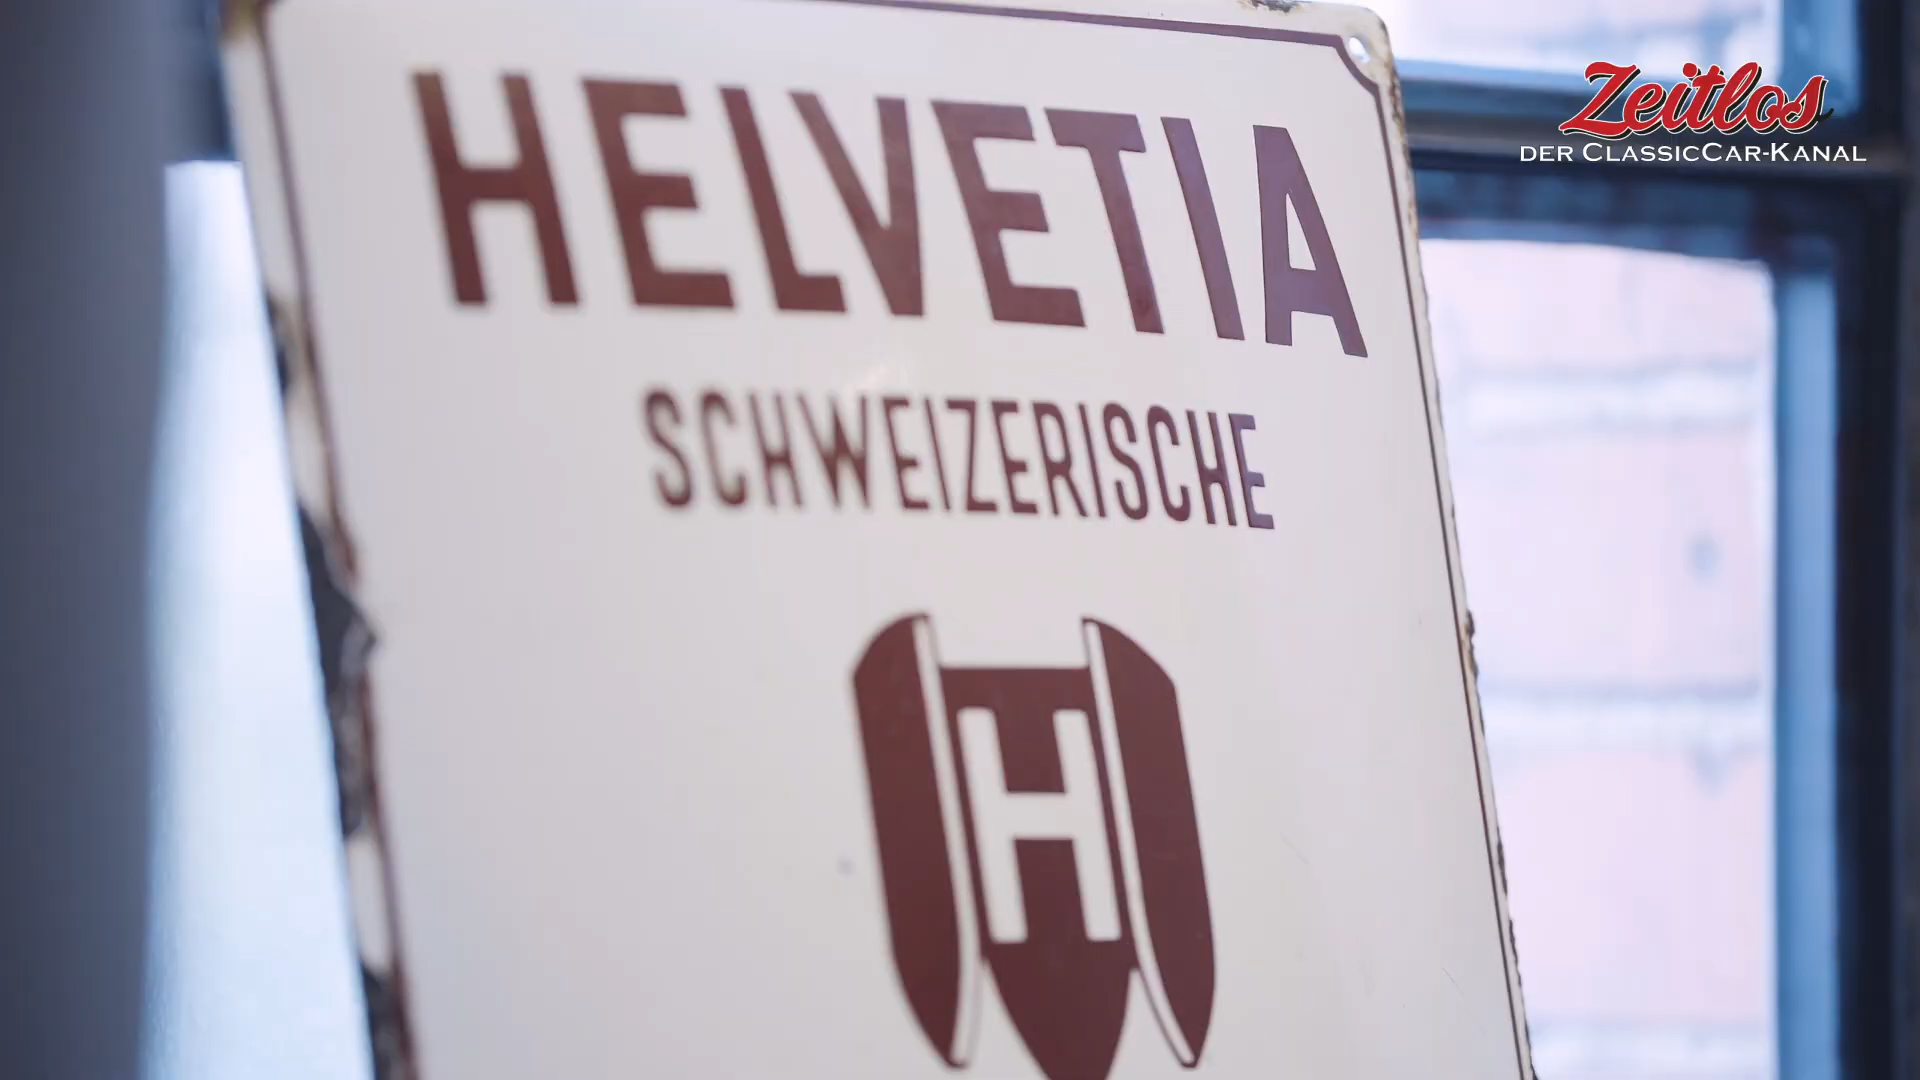 Zeitlos
DER CLASSICCAR-KANAL
HELVETIA
SCHWEIZERISCHE
H